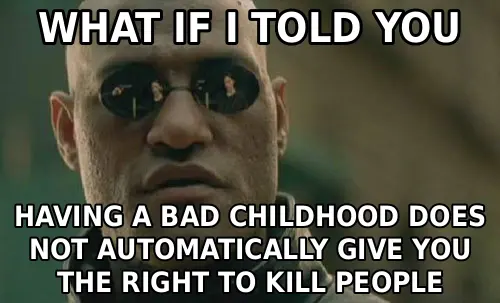 WHAT IF I TOLD YOU
HAVING A BAD CHILDHOOD DOES
NOT AUTOMATICALLY GIVE YOU
THE RIGHT TO KILL PEOPLE